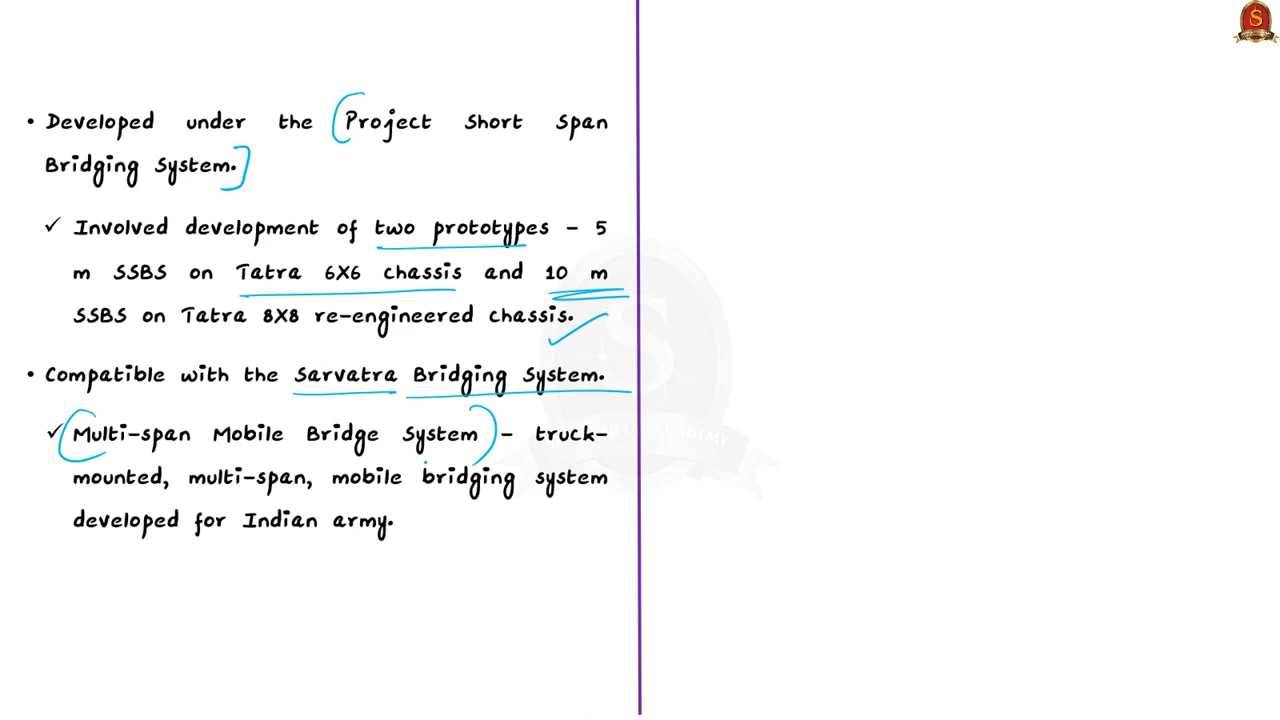 • Developed under the Project Short Span
Bridging System.
✓ Involved development of two prototypes - 5
m SSBS on Tatra 6X6 chassis and 10 m
SSBS on Tatra 8X8 re-engineered chassis.
• Compatible with the Sarvatra Bridging System.
✓ Multi-span Mobile Bridge System - truck-
mounted, multi-span, mobile bridging system
developed for Indian army.